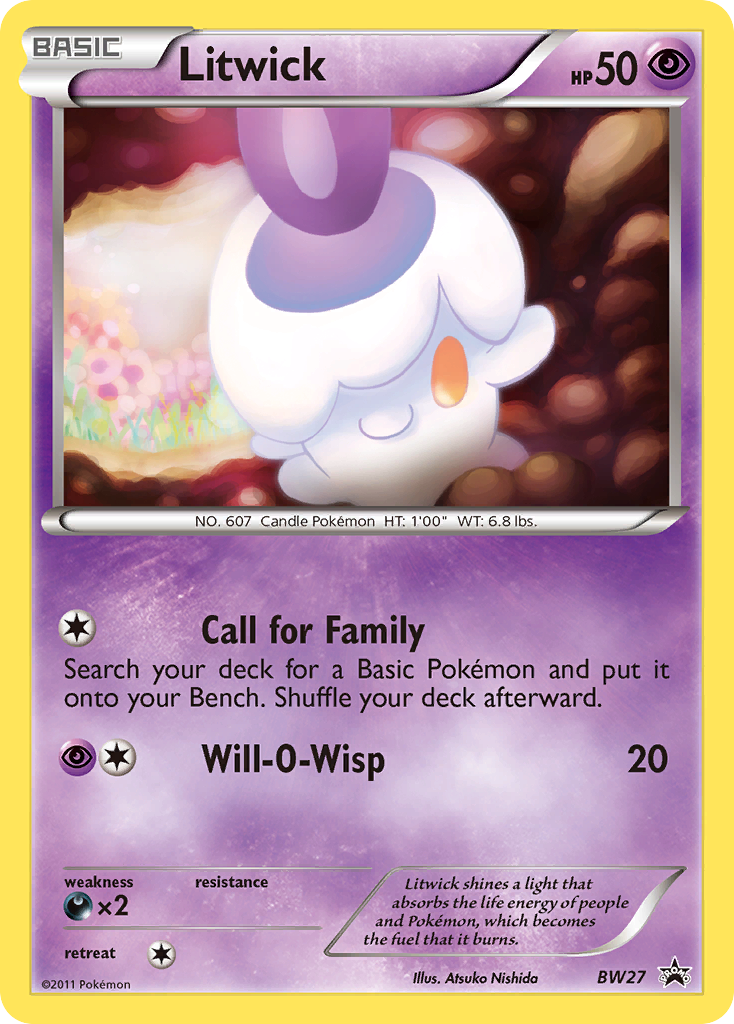 BASIC
Litwick
HP 50
NO. 607 Candle Pokémon HT: 1'00" WT: 6.8 lbs.
Call for Family
Search your deck for a Basic Pokémon and put it
onto your Bench. Shuffle your deck afterward.
Will-O-Wisp 20
weakness resistance
×2
retreat
Litwick shines a light that
absorbs the life energy of people
and Pokémon, which becomes
the fuel that it burns.
©2011 Pokémon Illus. Atsuko Nishida BW27 PROMO